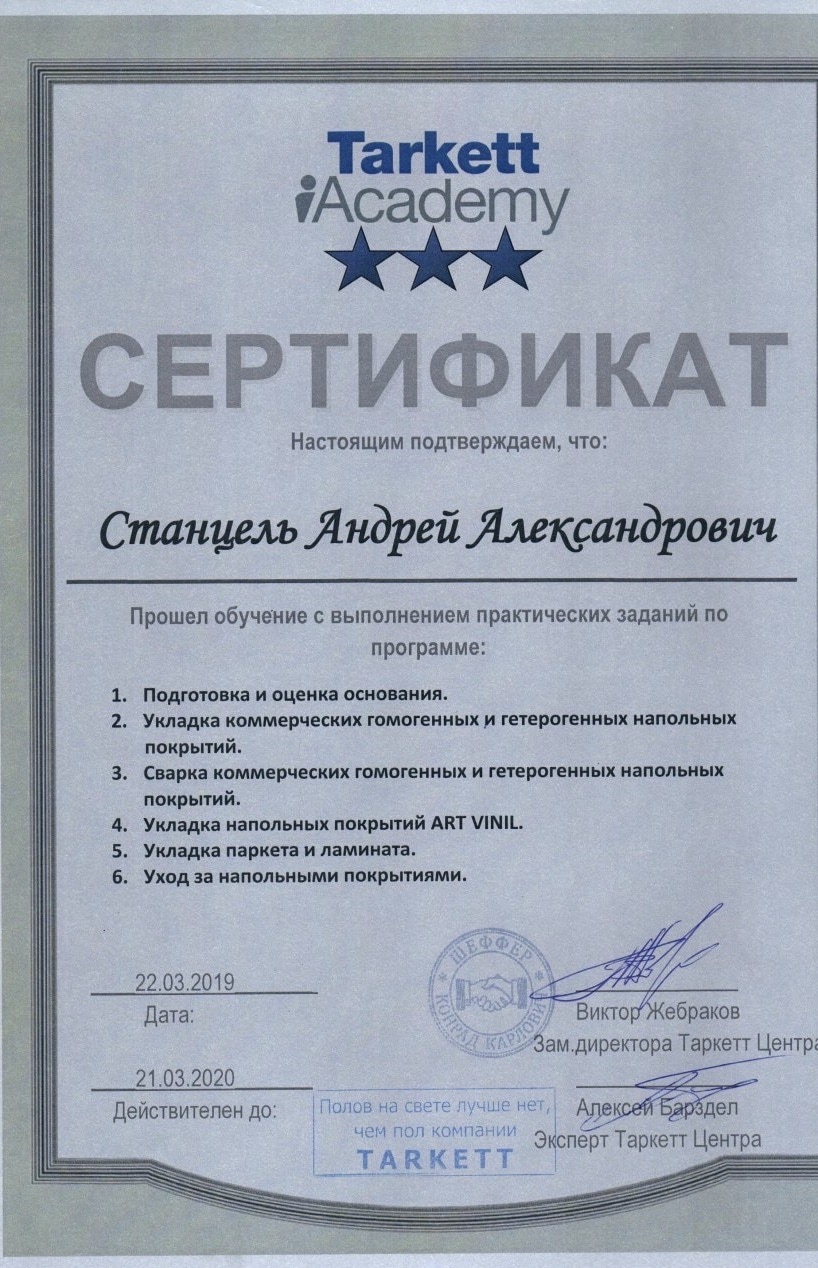 Tarkett
iAcademy
СЕРТИФИКАТ
Настоящим подтверждаем, что:
Станцель Андрей Александрович
Прошел обучение с выполнением практических заданий по
программе:
1. Подготовка и оценка основания.
2. Укладка коммерческих гомогенных и гетерогенных напольных
покрытий.
3. Сварка коммерческих гомогенных и гетерогенных напольных
покрытий.
4. Укладка напольных покрытий ART VINIL.
5. Укладка паркета и ламината.
6. Уход за напольными покрытиями.
22.03.2019
Дата:
ШЕФФЕР
КОНРАД КАРЛОВИЧ
Виктор Жебраков
Зам.директора Таркетт Центра
21.03.2020
Действителен до:
Полов на свете лучше нет,
чем пол компании
TARKETT
Алексей Барздел
Эксперт Таркетт Центра